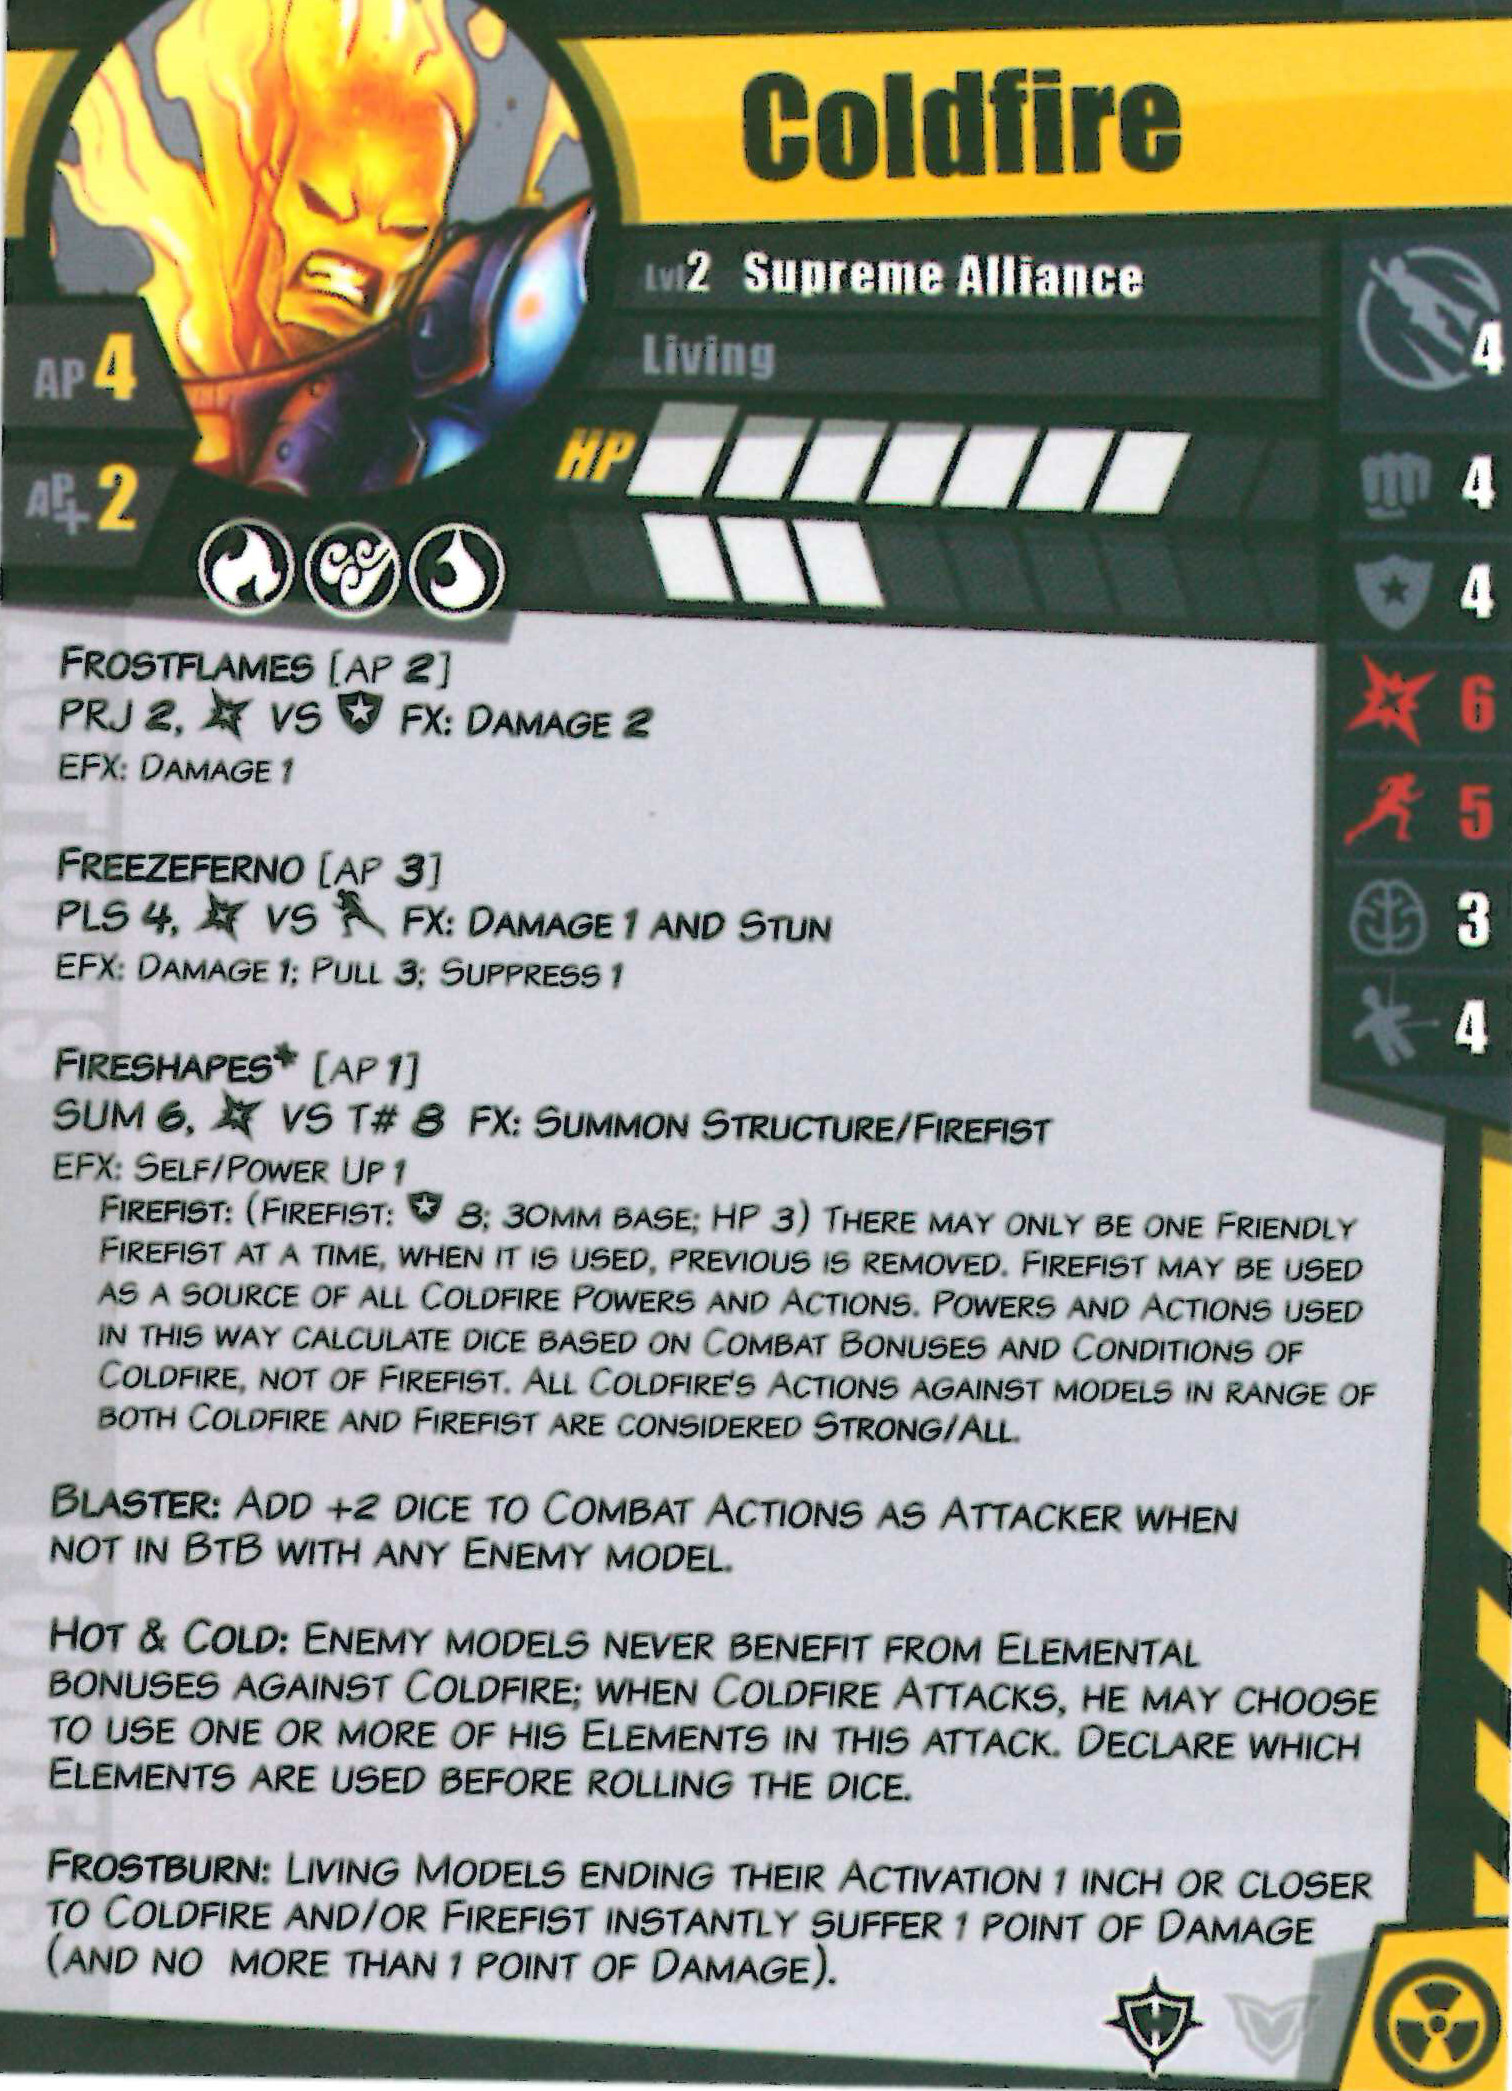 Coldfire
Lvl 2 Supreme Alliance
Living
4
AP 4
HP
AP+ 2
4
4
6
5
3
4
FROSTFLAMES [AP 2]
PRJ 2, VS FX: DAMAGE 2
EFX: DAMAGE 1
FREEZEFERNO [AP 3]
PLS 4, VS FX: DAMAGE 1 AND STUN
EFX: DAMAGE 1; PULL 3; SUPPRESS 1
FIRESHAPES* [AP 1]
SUM 6, VS T# 8 FX: SUMMON STRUCTURE/FIREFIST
EFX: SELF/POWER UP 1
FIREFIST: (FIREFIST: 8; 30MM BASE; HP 3) THERE MAY ONLY BE ONE FRIENDLY
FIREFIST AT A TIME, WHEN IT IS USED, PREVIOUS IS REMOVED. FIREFIST MAY BE USED
AS A SOURCE OF ALL COLDFIRE POWERS AND ACTIONS. POWERS AND ACTIONS USED
IN THIS WAY CALCULATE DICE BASED ON COMBAT BONUSES AND CONDITIONS OF
COLDFIRE, NOT OF FIREFIST. ALL COLDFIRE'S ACTIONS AGAINST MODELS IN RANGE OF
BOTH COLDFIRE AND FIREFIST ARE CONSIDERED STRONG/ALL.
BLASTER: ADD +2 DICE TO COMBAT ACTIONS AS ATTACKER WHEN
NOT IN BTB WITH ANY ENEMY MODEL.
HOT & COLD: ENEMY MODELS NEVER BENEFIT FROM ELEMENTAL
BONUSES AGAINST COLDFIRE; WHEN COLDFIRE ATTACKS, HE MAY CHOOSE
TO USE ONE OR MORE OF HIS ELEMENTS IN THIS ATTACK. DECLARE WHICH
ELEMENTS ARE USED BEFORE ROLLING THE DICE.
FROSTBURN: LIVING MODELS ENDING THEIR ACTIVATION 1 INCH OR CLOSER
TO COLDFIRE AND/OR FIREFIST INSTANTLY SUFFER 1 POINT OF DAMAGE
(AND NO MORE THAN 1 POINT OF DAMAGE).